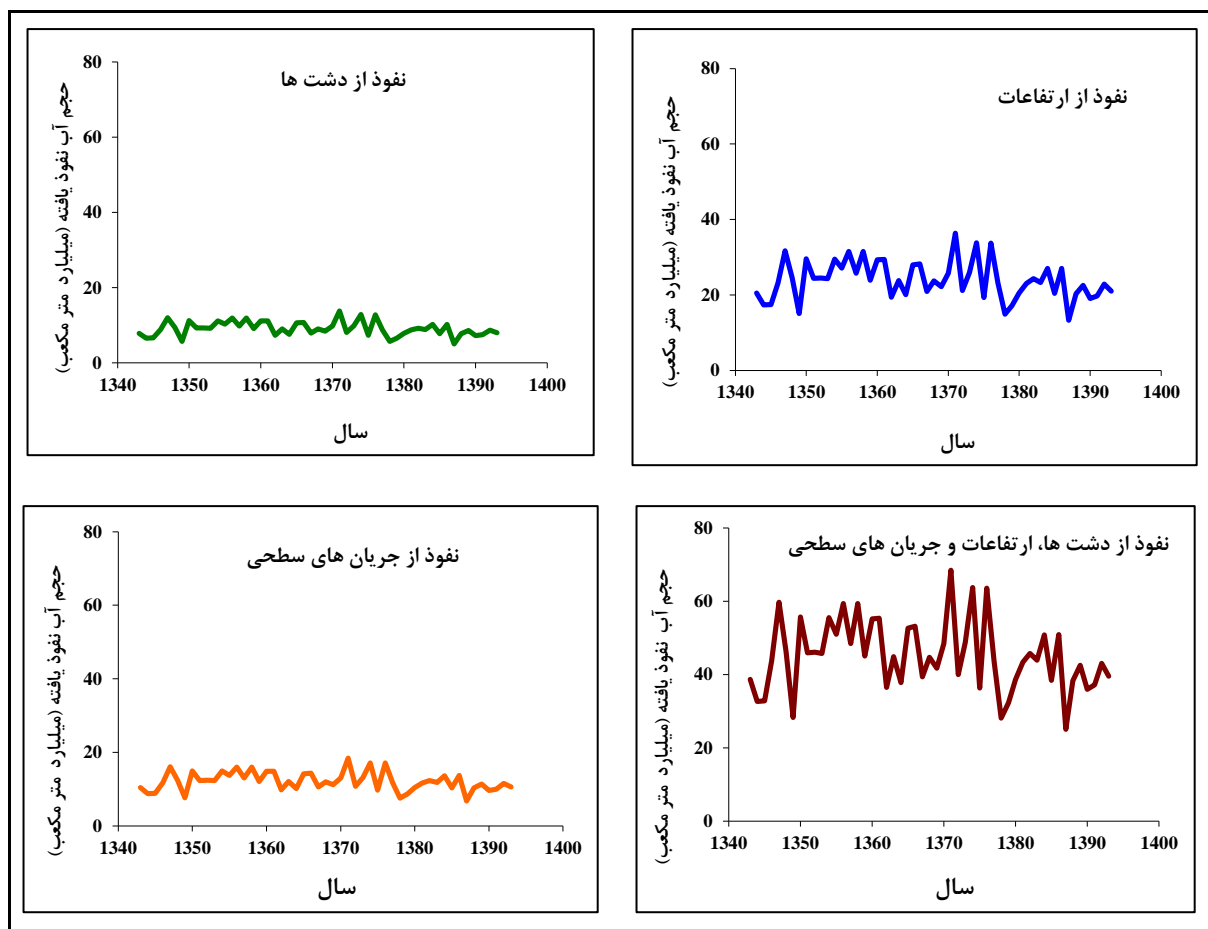 نفوذ از دشت ها
حجم آب نفوذ یافته (میلیارد متر مکعب)
80
60
40
20
0
1340 1350 1360 1370 1380 1390 1400
سال
نفوذ از ارتفاعات
حجم آب نفوذ یافته (میلیارد متر مکعب)
80
60
40
20
0
1340 1350 1360 1370 1380 1390 1400
سال
نفوذ از جریان های سطحی
حجم آب نفوذ یافته (میلیارد متر مکعب)
80
60
40
20
0
1340 1350 1360 1370 1380 1390 1400
سال
نفوذ از دشت ها، ارتفاعات و جریان های سطحی
حجم آب نفوذ یافته (میلیارد متر مکعب)
80
60
40
20
0
1340 1350 1360 1370 1380 1390 1400
سال